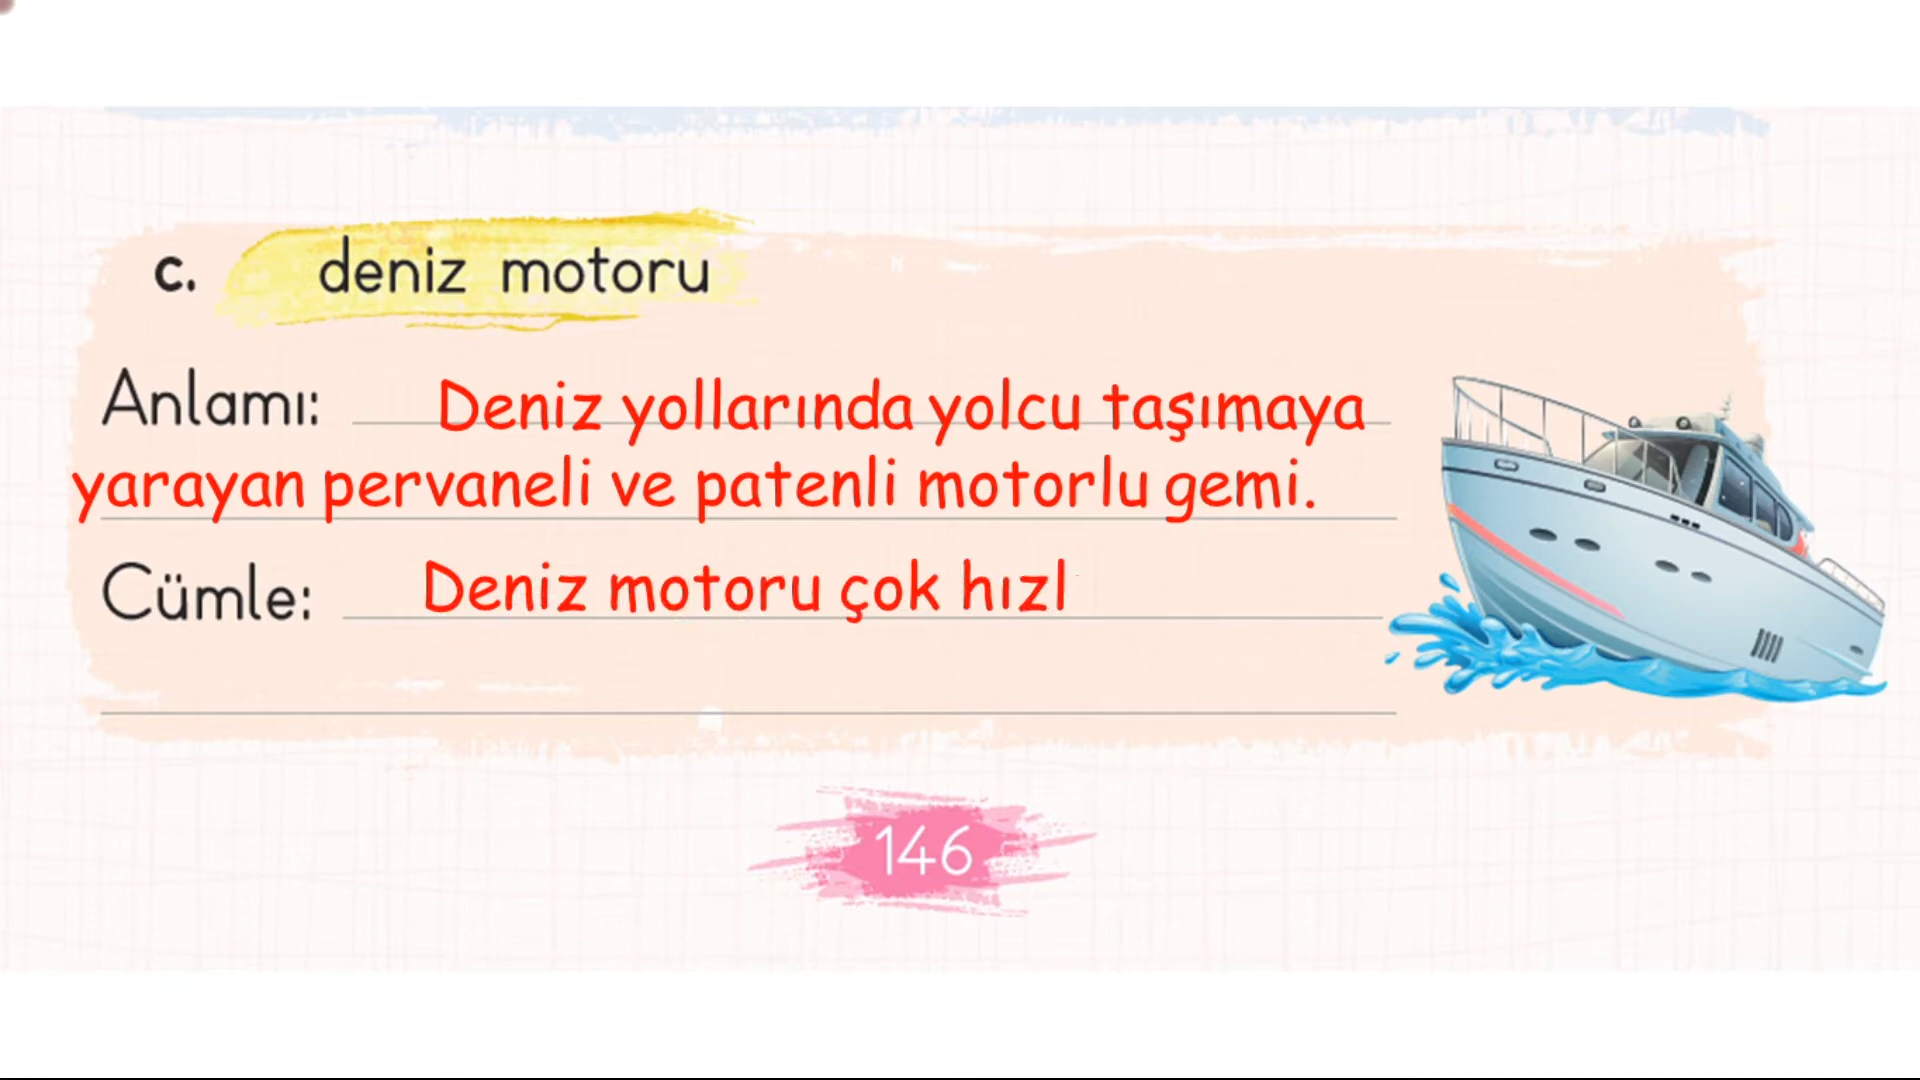 c. deniz motoru
Anlamı: Deniz yollarında yolcu taşımaya
yarayan pervaneli ve patenli motorlu gemi.
Cümle: Deniz motoru çok hızl
146